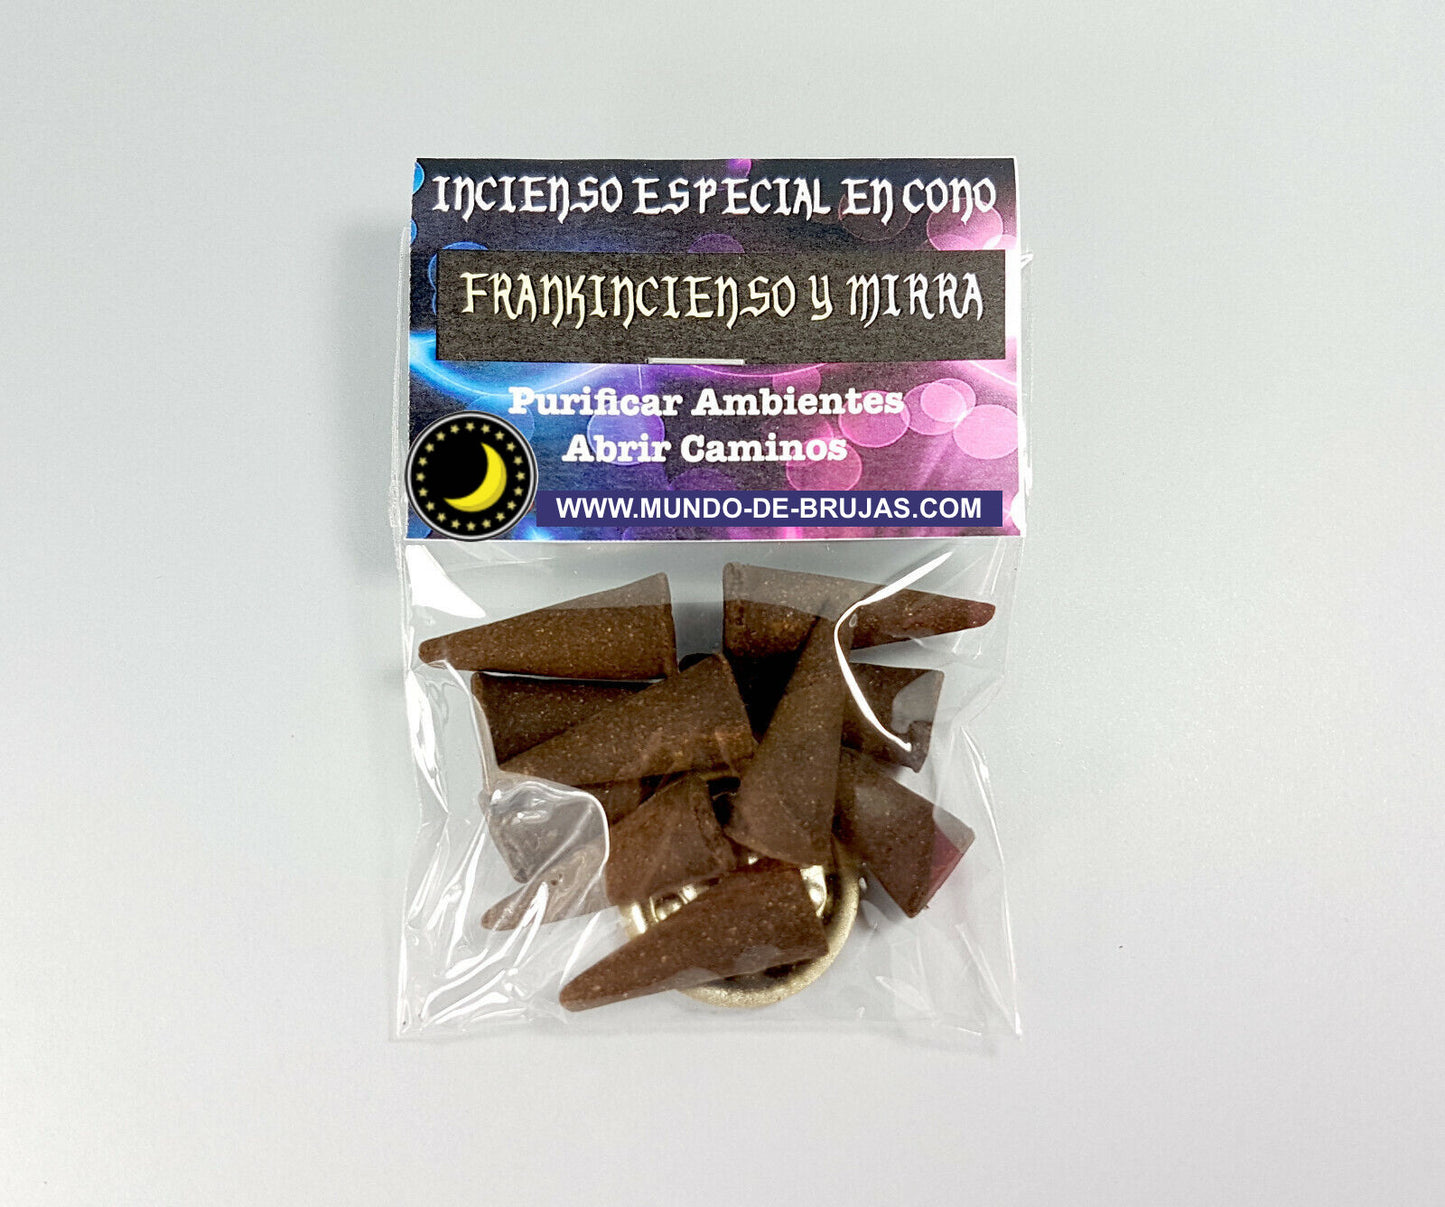 INCIENSO ESPECIAL EN CONO
FRANKINCIENSO Y MIRRA
Purificar Ambientes
Abrir Caminos
WWW.MUNDO-DE-BRUJAS.COM